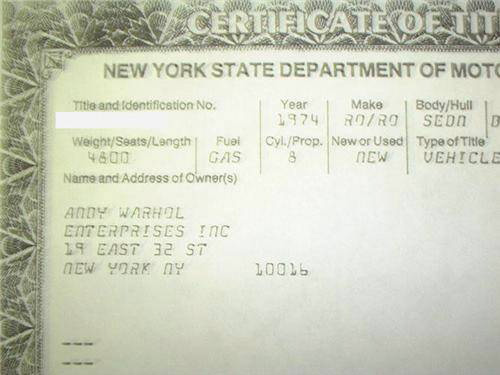 CERTIFICATE OF TIT
NEW YORK STATE DEPARTMENT OF MOTO
Title and Identification No. Year Make Body/Hull
1974 RO/RO SEDN
Weight/Seats/Length Fuel Cyl./Prop. New or Used Type of Title
4800 GAS 8 NEW VEHICLE
Name and Address of Owner(s)
ANDY WARHOL
ENTERPRISES INC
19 EAST 32 ST
NEW YORK NY 10016
---
---